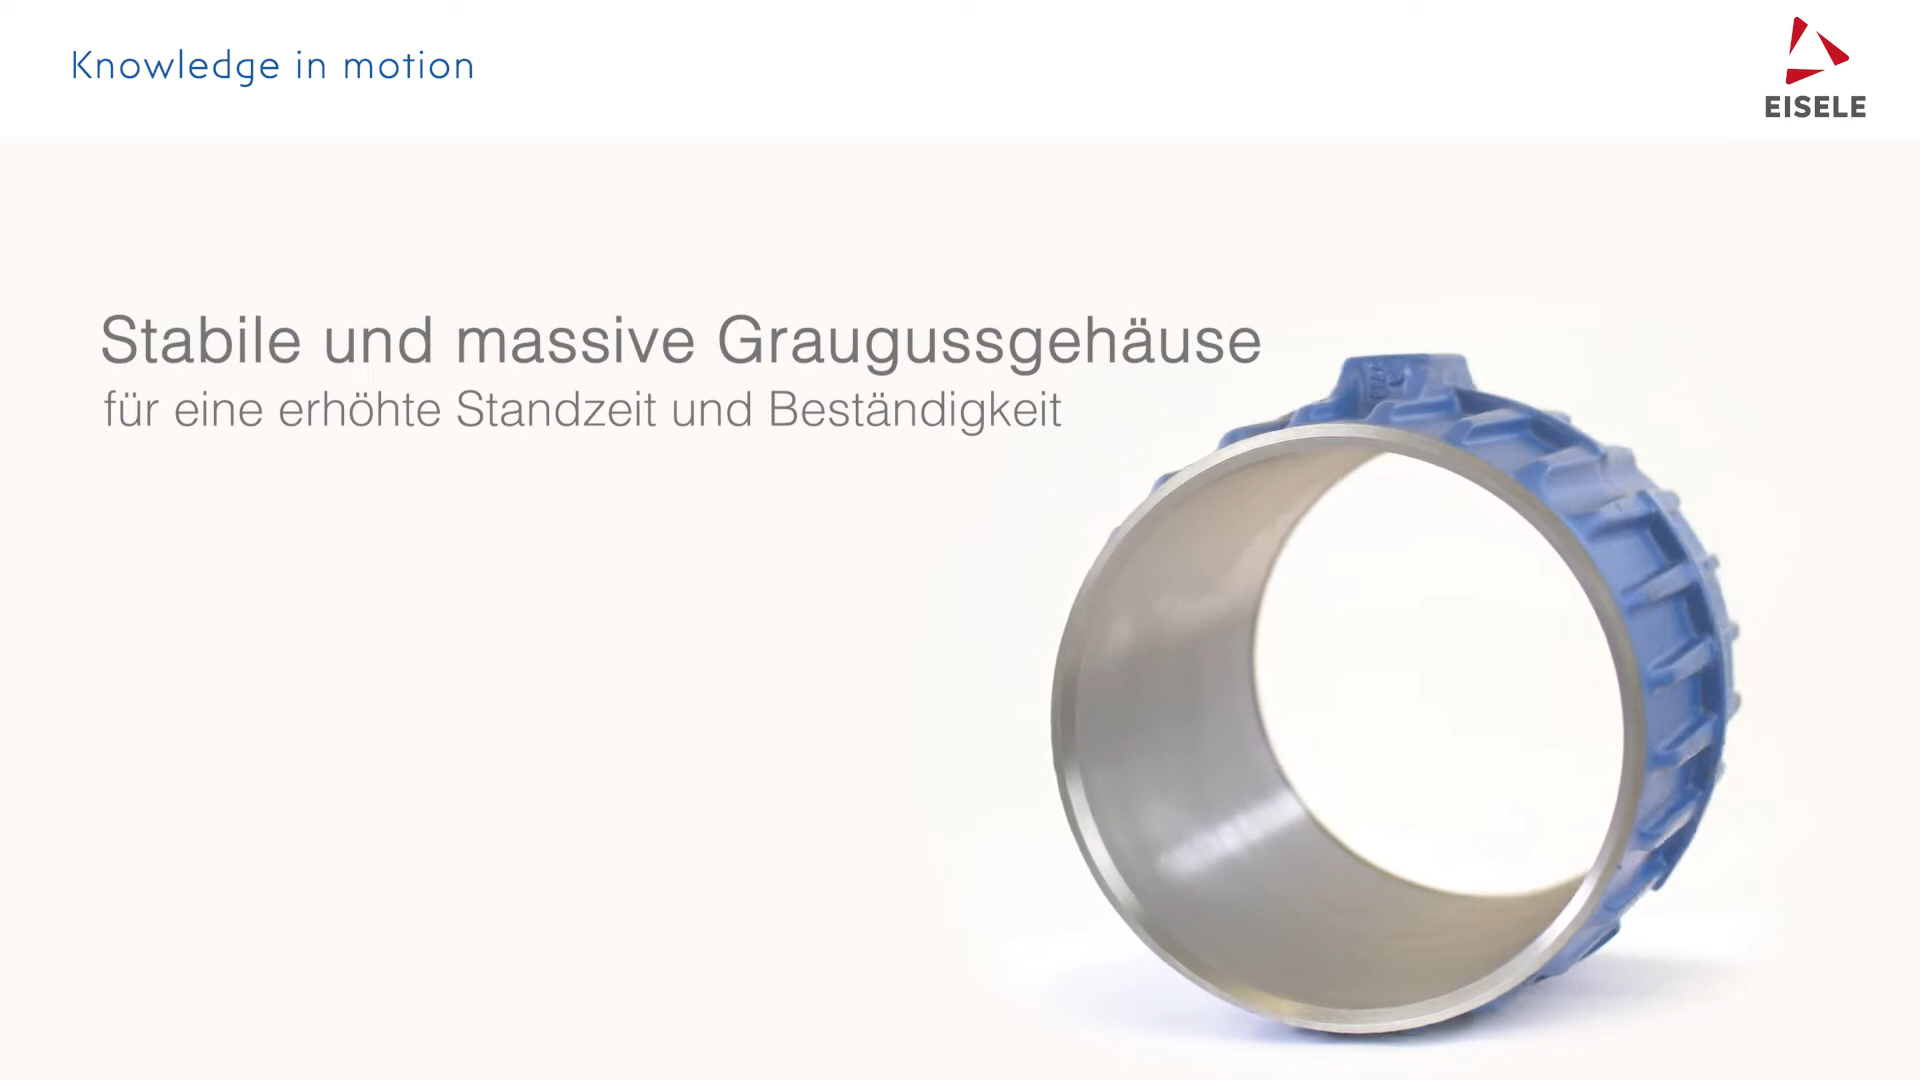 Knowledge in motion
EISELE
Stabile und massive Graugussgehäuse
für eine erhöhte Standzeit und Beständigkeit